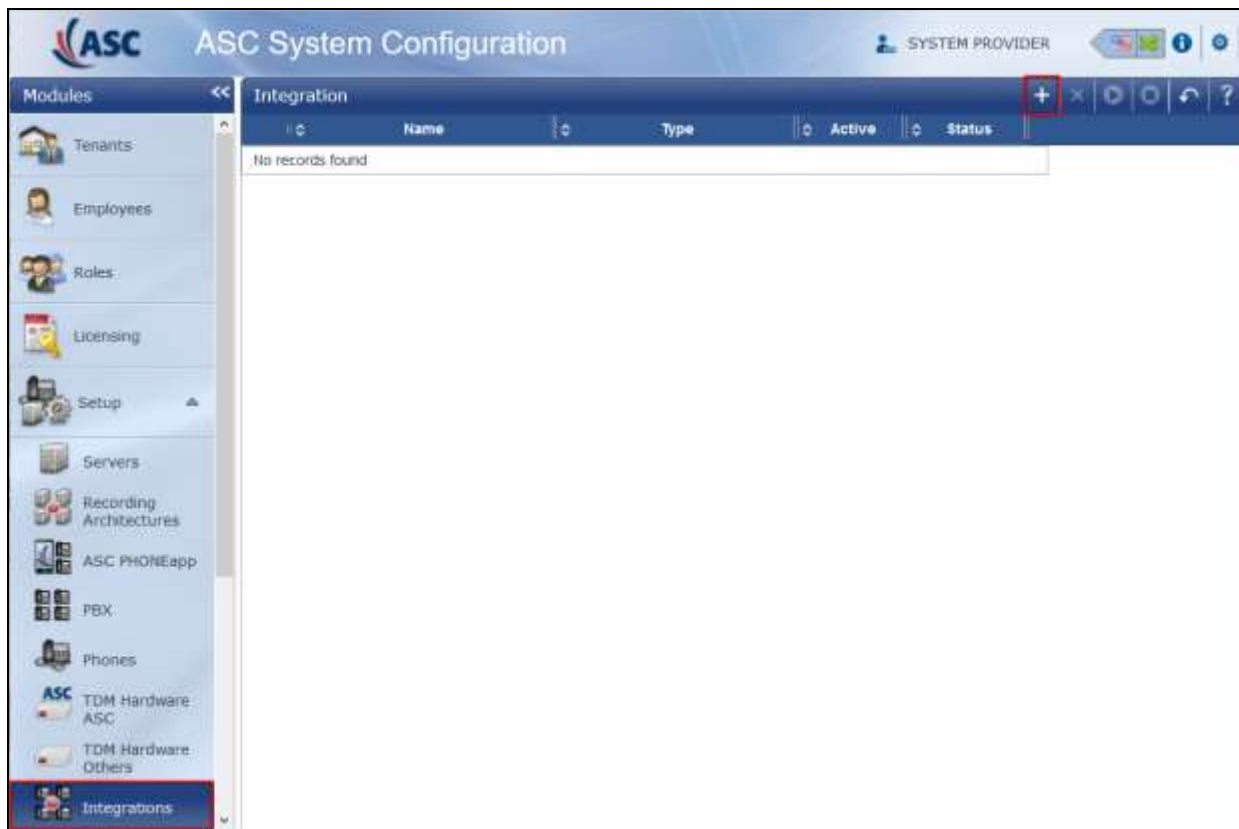 ASC ASC System Configuration SYSTEM PROVIDER
Modules << Integration + × ?
Name Type Active Status
No records found
Tenants
Employees
Roles
Licensing
Setup
Servers
Recording
Architectures
ASC PHONEapp
PBX
Phones
ASC
TDM Hardware
ASC
TDM Hardware
Others
Integrations